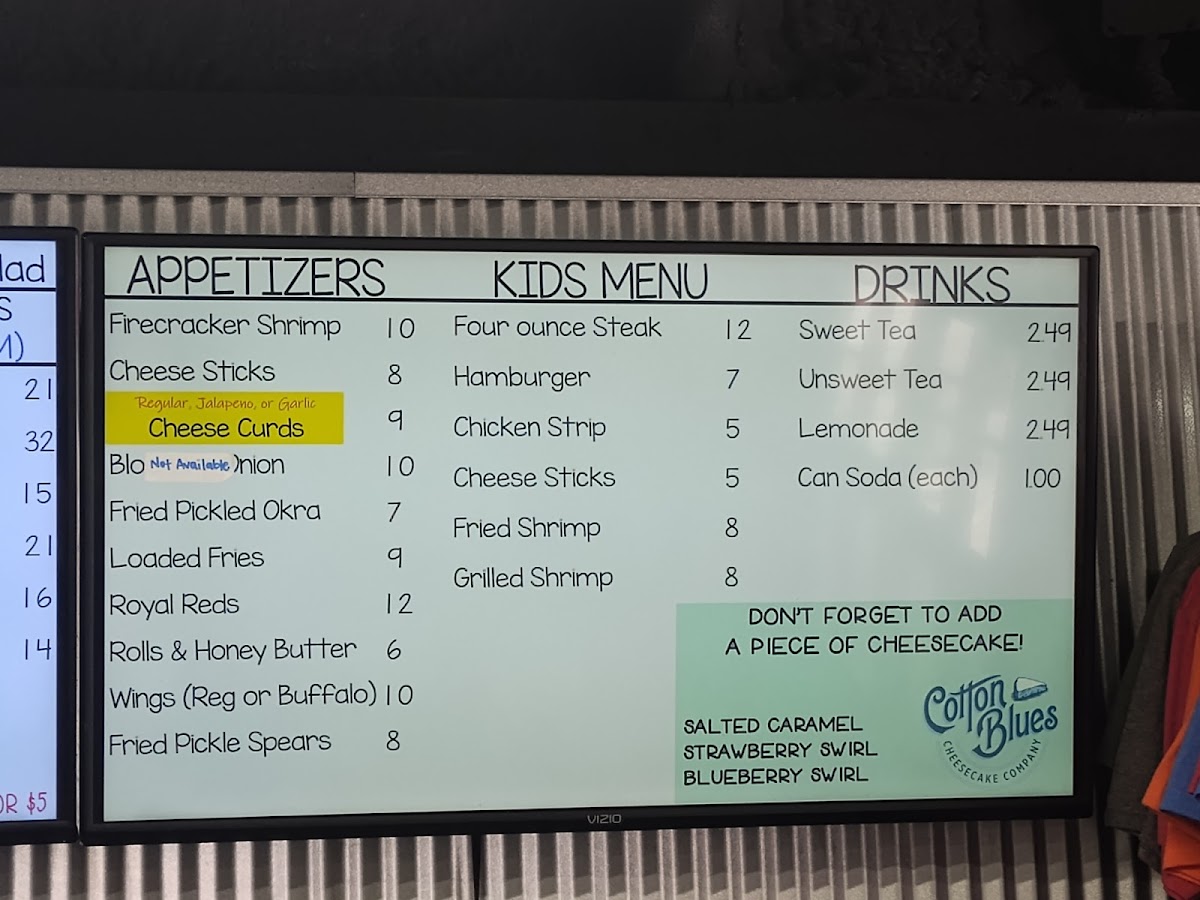 lad
S
M)
21
32
15
21
16
14
OR $5
APPETIZERS
Firecracker Shrimp 10
Cheese Sticks 8
Regular, Jalapeno, or Garlic
Cheese Curds 9
Blo Not Available Onion 10
Fried Pickled Okra 7
Loaded Fries 9
Royal Reds 12
Rolls & Honey Butter 6
Wings (Reg or Buffalo) 10
Fried Pickle Spears 8
KIDS MENU
Four ounce Steak 12
Hamburger 7
Chicken Strip 5
Cheese Sticks 5
Fried Shrimp 8
Grilled Shrimp 8
DRINKS
Sweet Tea 2.49
Unsweet Tea 2.49
Lemonade 2.49
Can Soda (each) 1.00
DON'T FORGET TO ADD
A PIECE OF CHEESECAKE!
SALTED CARAMEL
STRAWBERRY SWIRL
BLUEBERRY SWIRL
Cotton
Blues
CHEESECAKE COMPANY
VIZIO